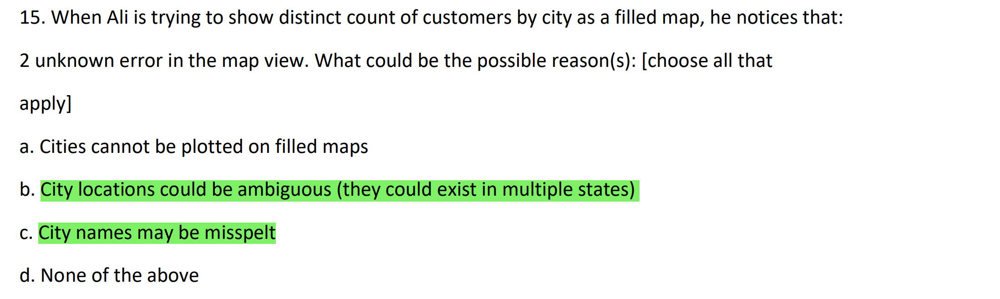 15. When Ali is trying to show distinct count of customers by city as a filled map, he notices that:
2 unknown error in the map view. What could be the possible reason(s): [choose all that
apply]
a. Cities cannot be plotted on filled maps
b. City locations could be ambiguous (they could exist in multiple states)
c. City names may be misspelt
d. None of the above